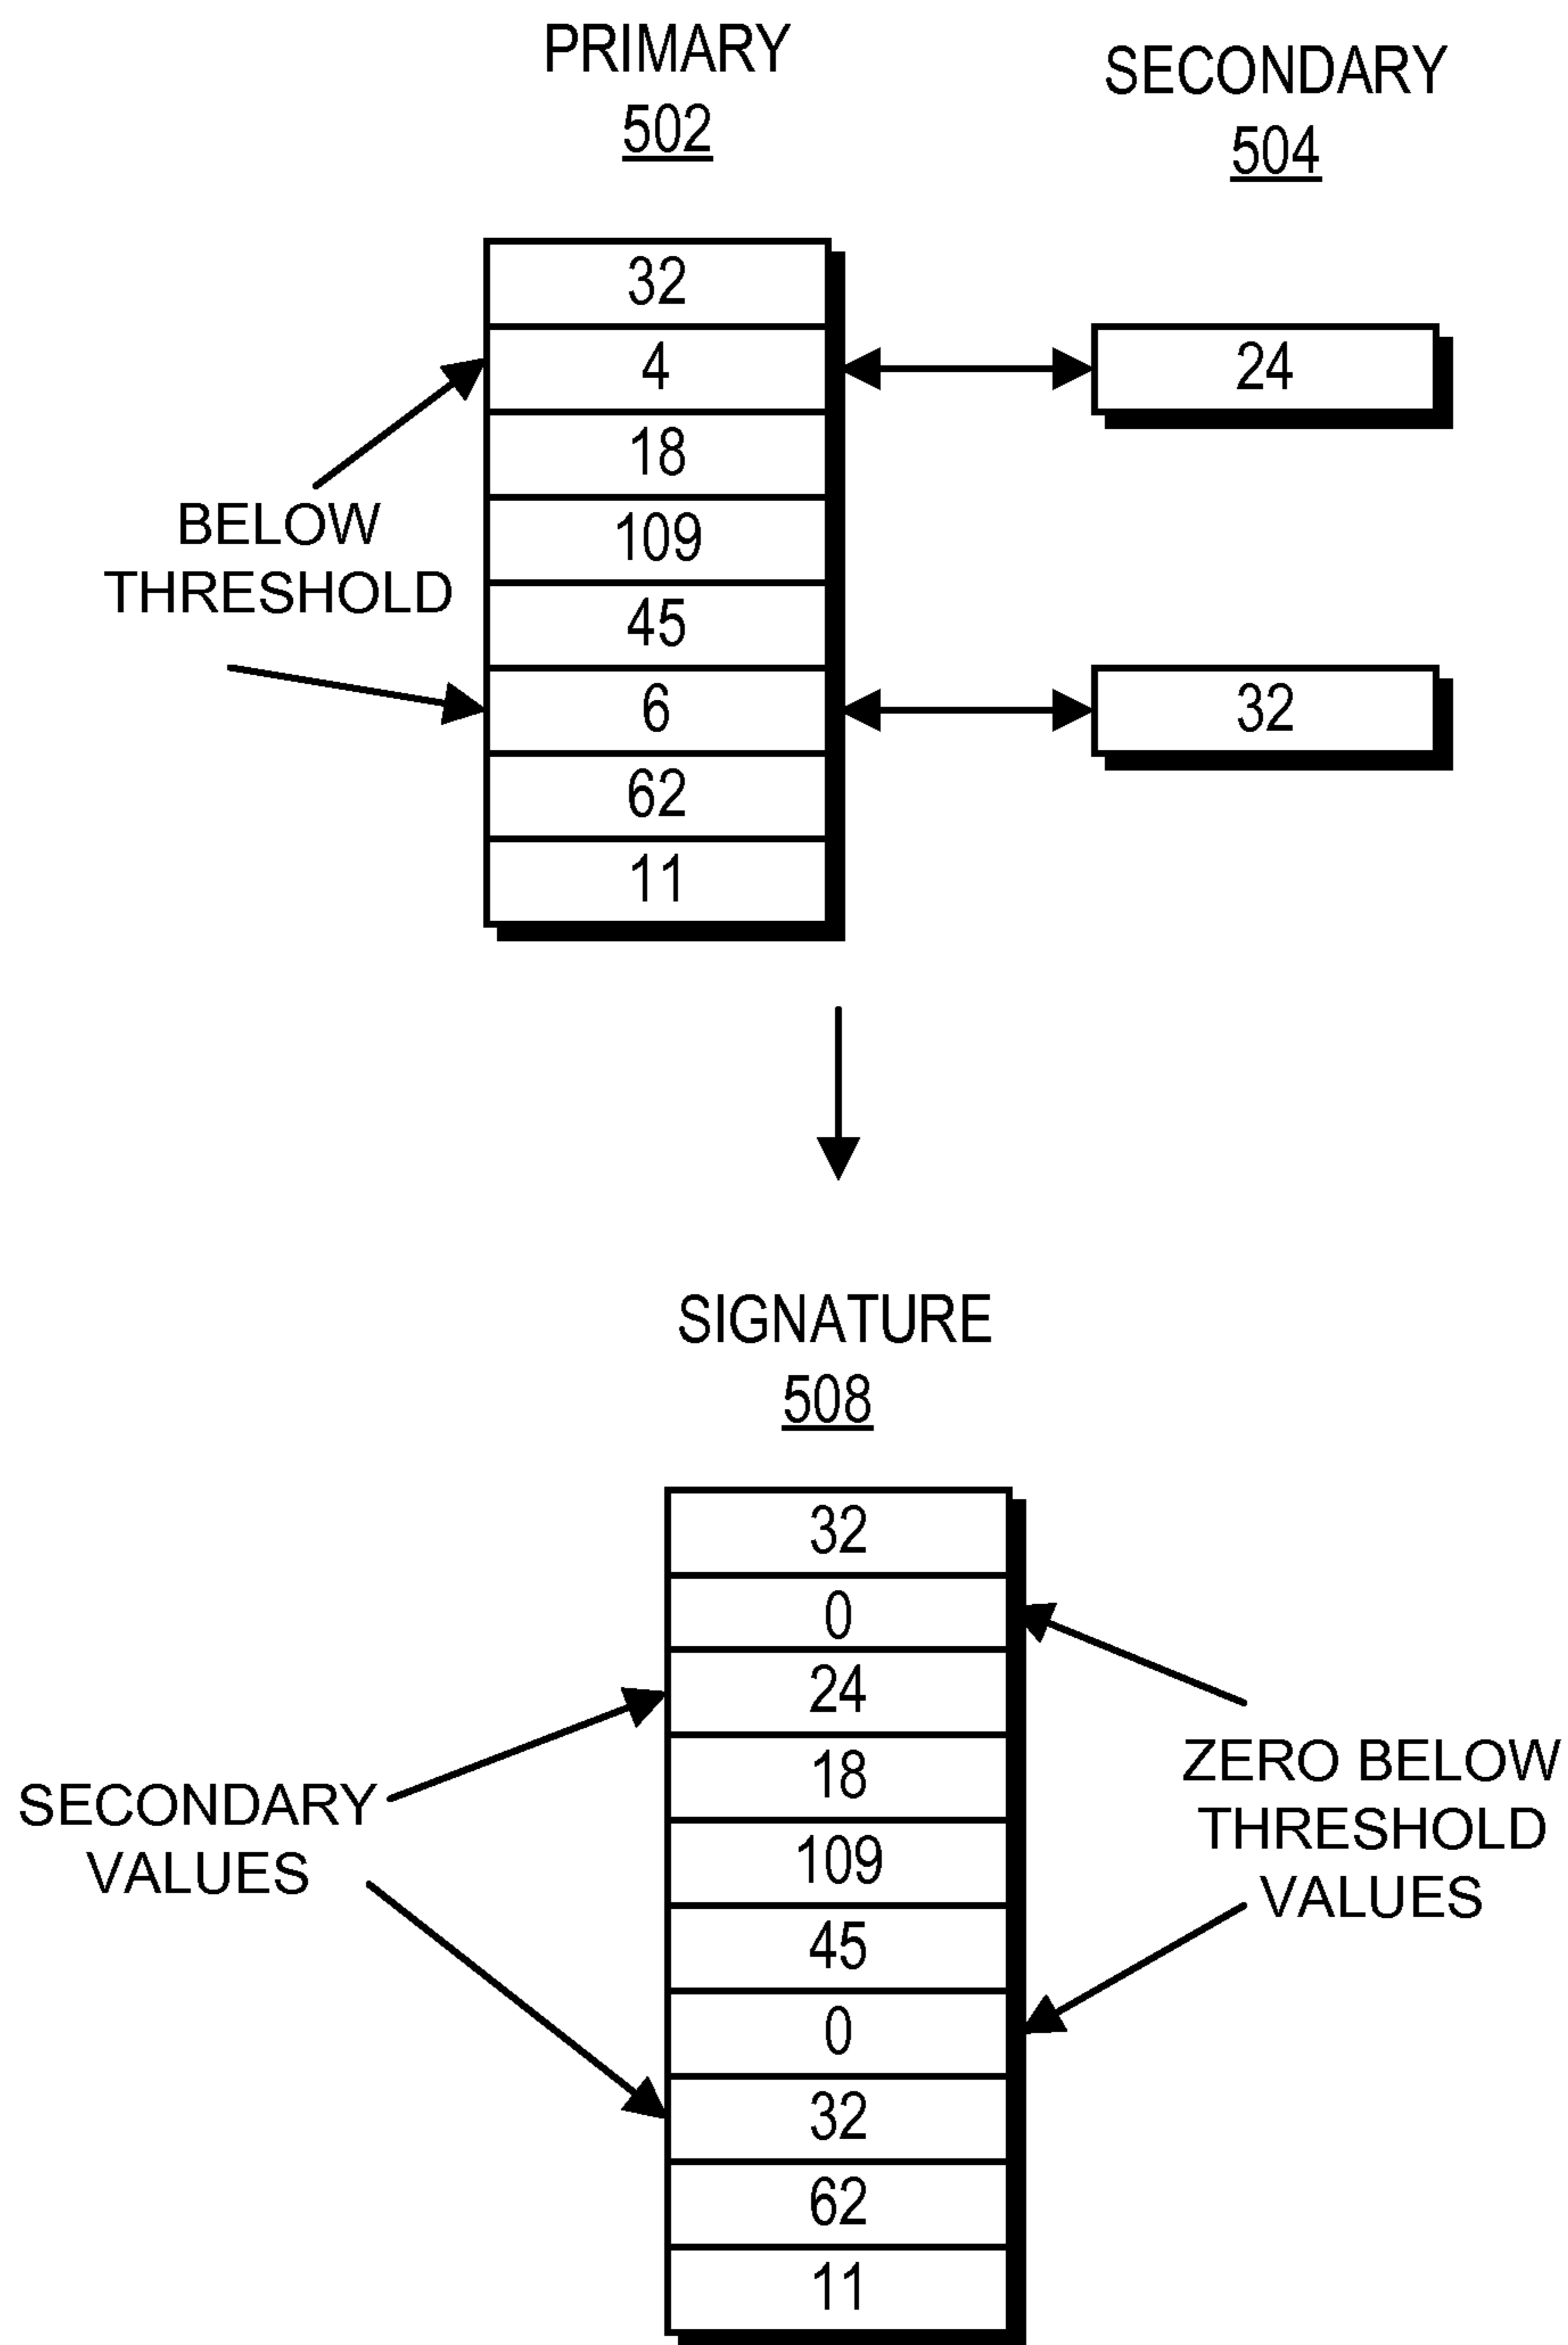 PRIMARY
502
SECONDARY
504
32
4
24
18
109
BELOW
THRESHOLD
45
6
32
62
11
SIGNATURE
508
32
0
24
18
109
45
0
32
62
11
SECONDARY
VALUES
ZERO BELOW
THRESHOLD
VALUES